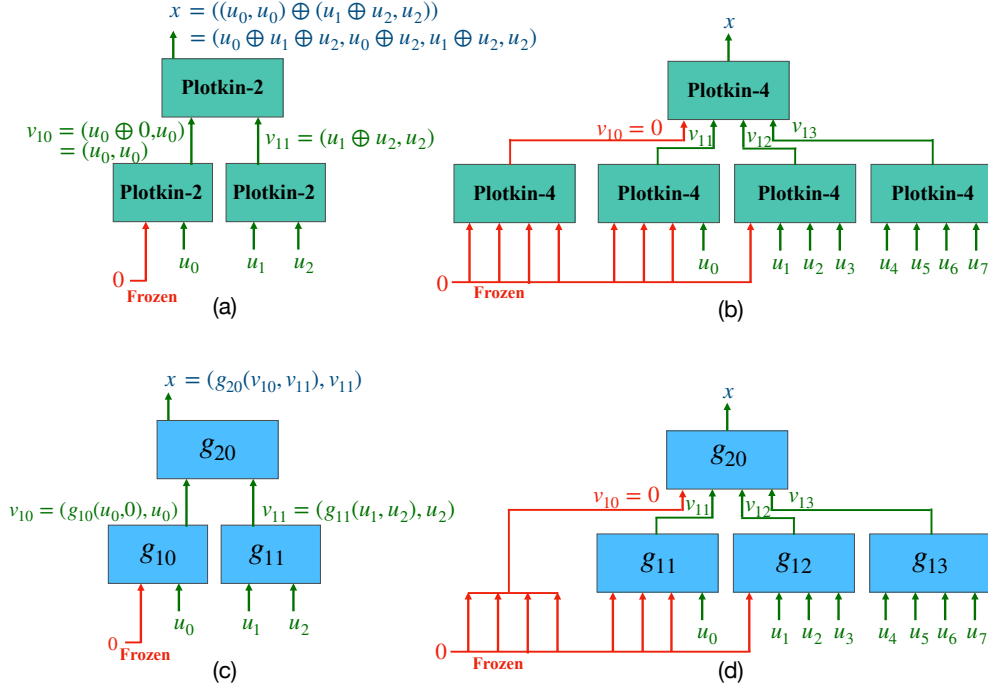 x = ((u₀, u₀) ⊕ (u₁ ⊕ u₂, u₂))
= (u₀ ⊕ u₁ ⊕ u₂, u₀ ⊕ u₂, u₁ ⊕ u₂, u₂)
Plotkin-2
v₁₀ = (u₀ ⊕ 0,u₀)
= (u₀, u₀)
v₁₁ = (u₁ ⊕ u₂, u₂)
Plotkin-2 Plotkin-2
u₀ u₁ u₂
0
Frozen
(a)
x
Plotkin-4
v₁₀ = 0 v₁₁ v₁₂ v₁₃
Plotkin-4 Plotkin-4 Plotkin-4 Plotkin-4
u₀ u₁ u₂ u₃ u₄ u₅ u₆ u₇
0
Frozen
(b)
x = (g₂₀(v₁₀, v₁₁), v₁₁)
g₂₀
v₁₀ = (g₁₀(u₀,0), u₀) v₁₁ = (g₁₁(u₁, u₂), u₂)
g₁₀ g₁₁
u₀ u₁ u₂
0
Frozen
(c)
x
g₂₀
v₁₀ = 0 v₁₁ v₁₂ v₁₃
g₁₁ g₁₂ g₁₃
u₀ u₁ u₂ u₃ u₄ u₅ u₆ u₇
0
Frozen
(d)